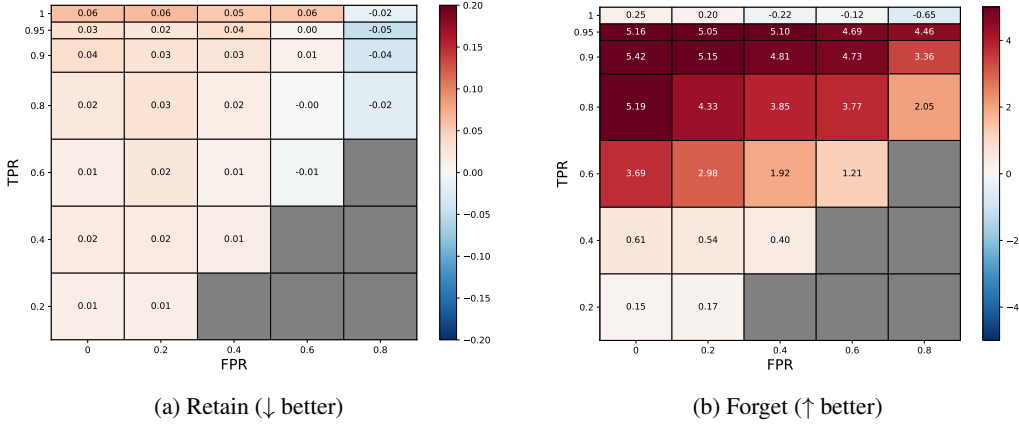 1 0.06 0.06 0.05 0.06 -0.02
0.95 0.03 0.02 0.04 0.00 -0.05
0.9 0.04 0.03 0.03 0.01 -0.04
0.8 0.02 0.03 0.02 -0.00 -0.02
0.6 0.01 0.02 0.01 -0.01
0.4 0.02 0.02 0.01
0.2 0.01 0.01
0 0.2 0.4 0.6 0.8
TPR
FPR
0.20
0.15
0.10
0.05
0.00
−0.05
−0.10
−0.15
−0.20
(a) Retain (↓ better)
1 0.25 0.20 -0.22 -0.12 -0.65
0.95 5.16 5.05 5.10 4.69 4.46
0.9 5.42 5.15 4.81 4.73 3.36
0.8 5.19 4.33 3.85 3.77 2.05
0.6 3.69 2.98 1.92 1.21
0.4 0.61 0.54 0.40
0.2 0.15 0.17
0 0.2 0.4 0.6 0.8
TPR
FPR
4
2
0
−2
−4
(b) Forget (↑ better)